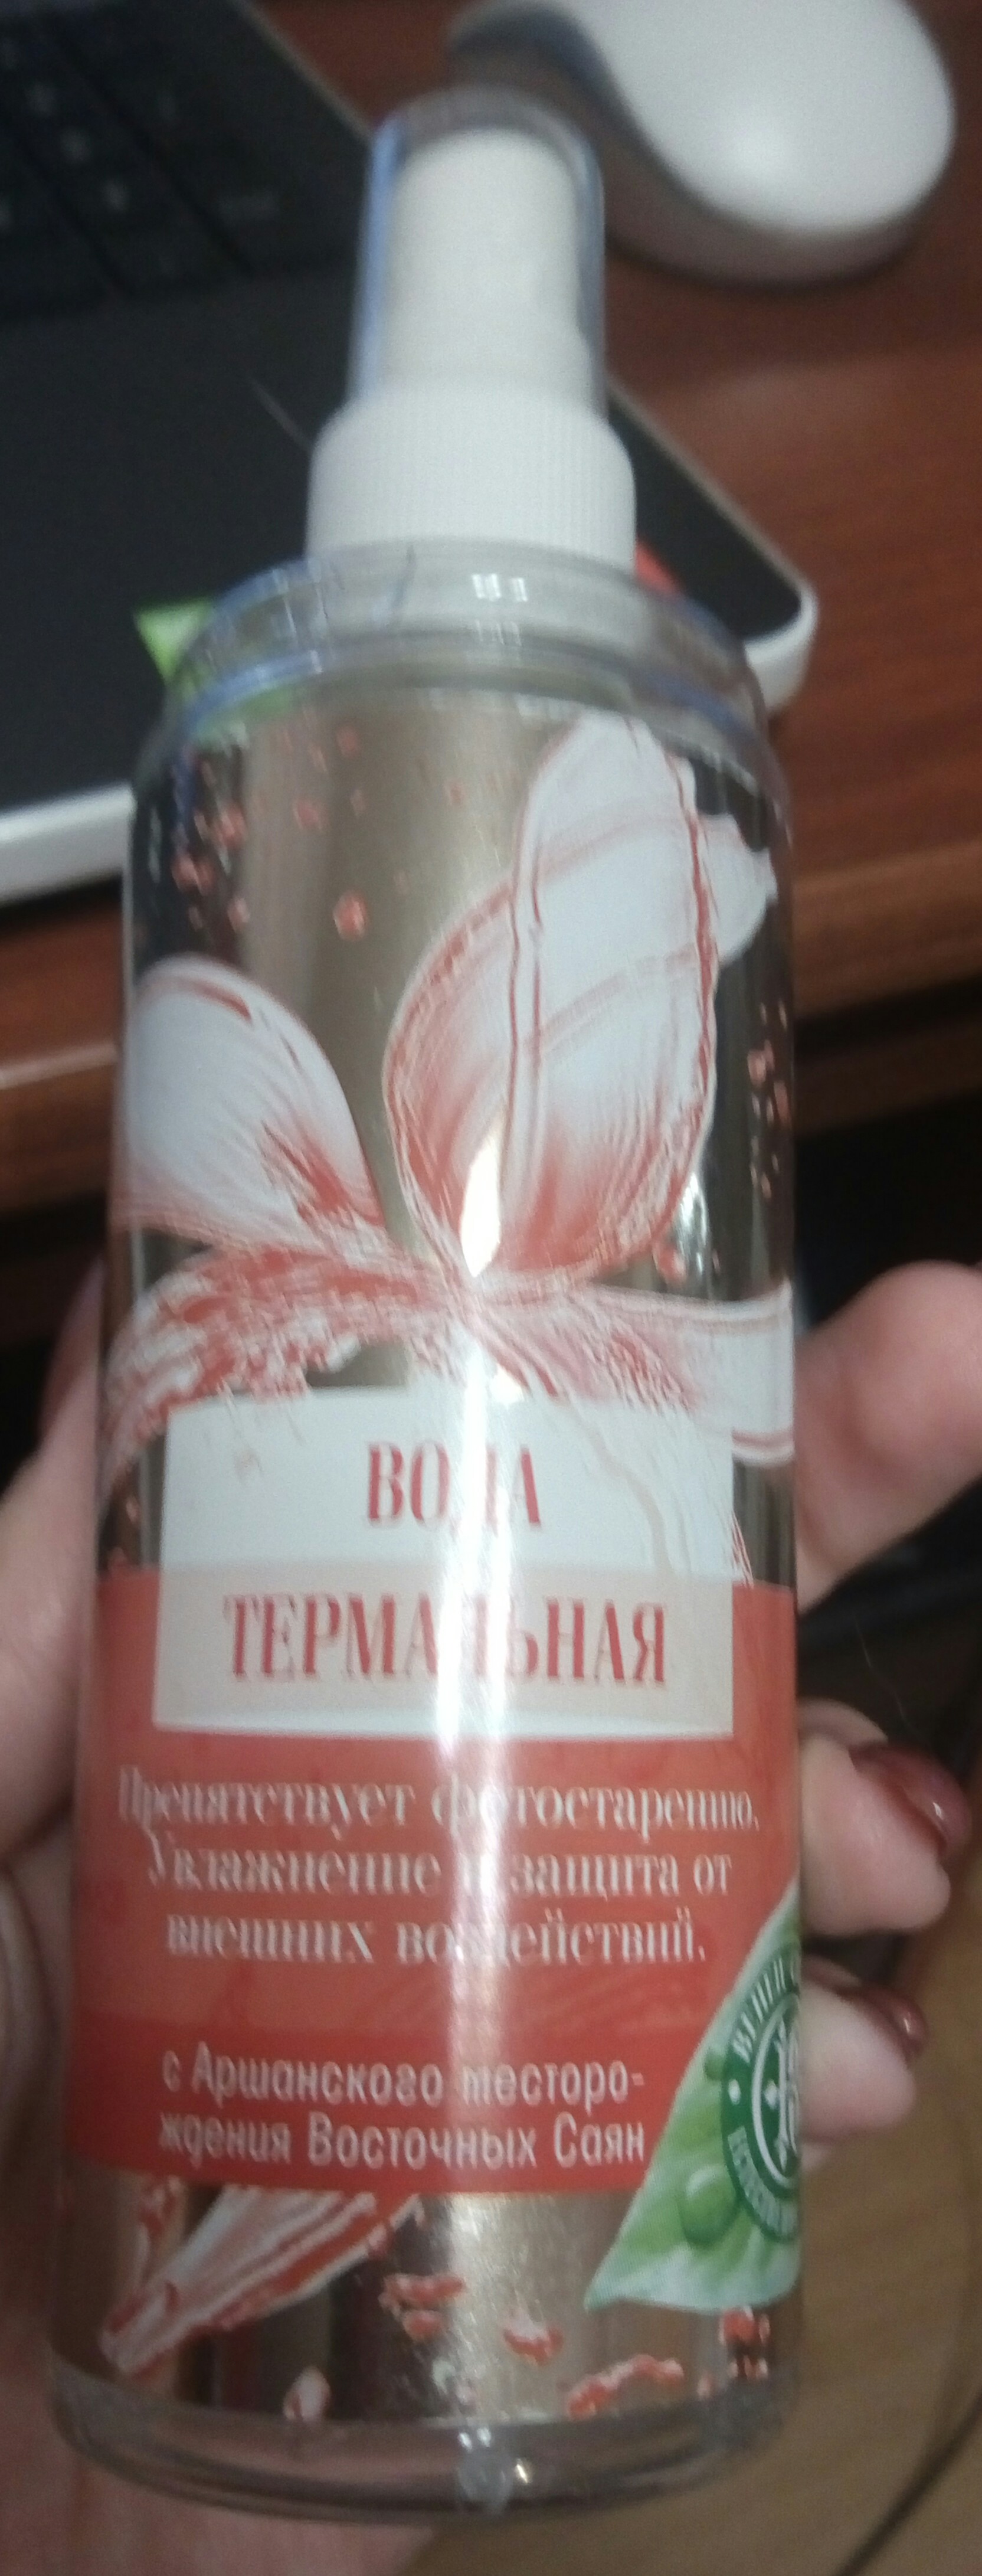 ВОДА
ТЕРМАЛЬНАЯ
Препятствует фотостарению.
Увлажнение и защита от
внешних воздействий.
с Аршанского месторо-
ждения Восточных Саян